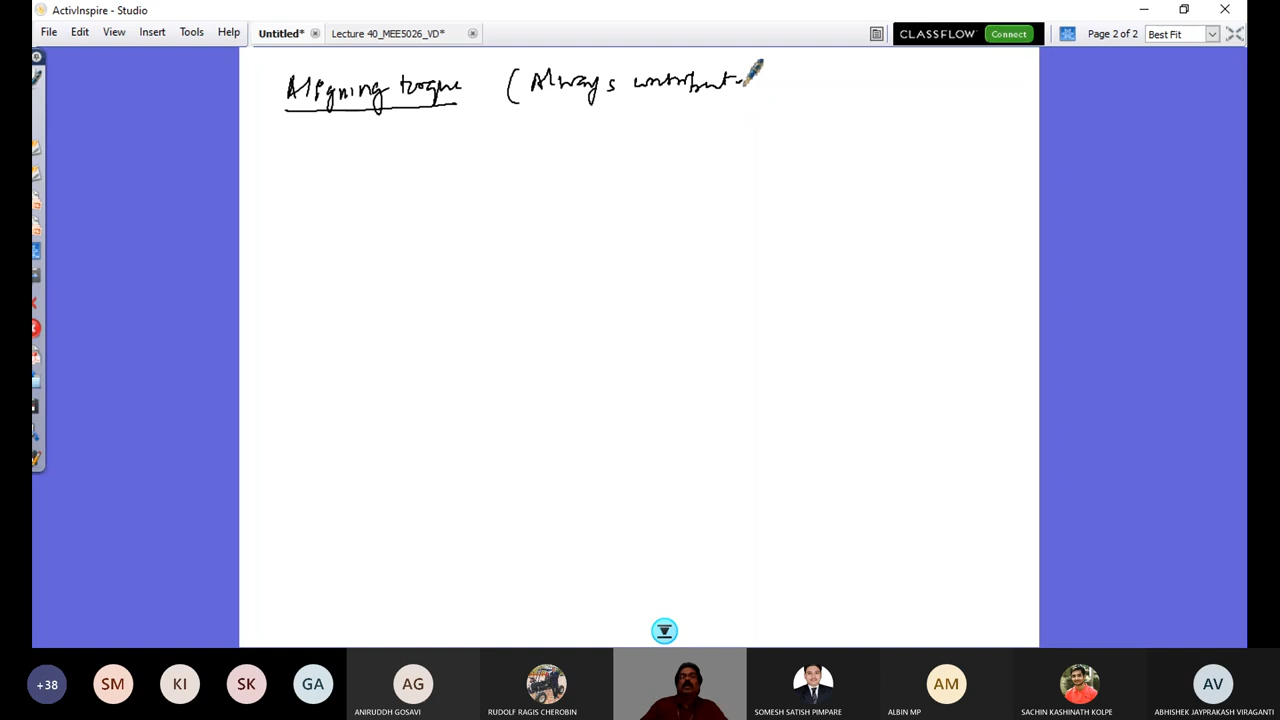 ActivInspire - Studio
File Edit View Insert Tools Help Untitled* Lecture 40_MEE5026_VD* CLASSFLOW Connect Page 2 of 2 Best Fit
Aligning torque (Always contribut
+38 SM KI SK GA AG AM AV
ANIRUDDH GOSAVI RUDOLF RAGIS CHEROBIN SOMESH SATISH PIMPARE ALBIN MP SACHIN KASHINATH KOLPE ABHISHEK JAYPRAKASH VIRAGANTI